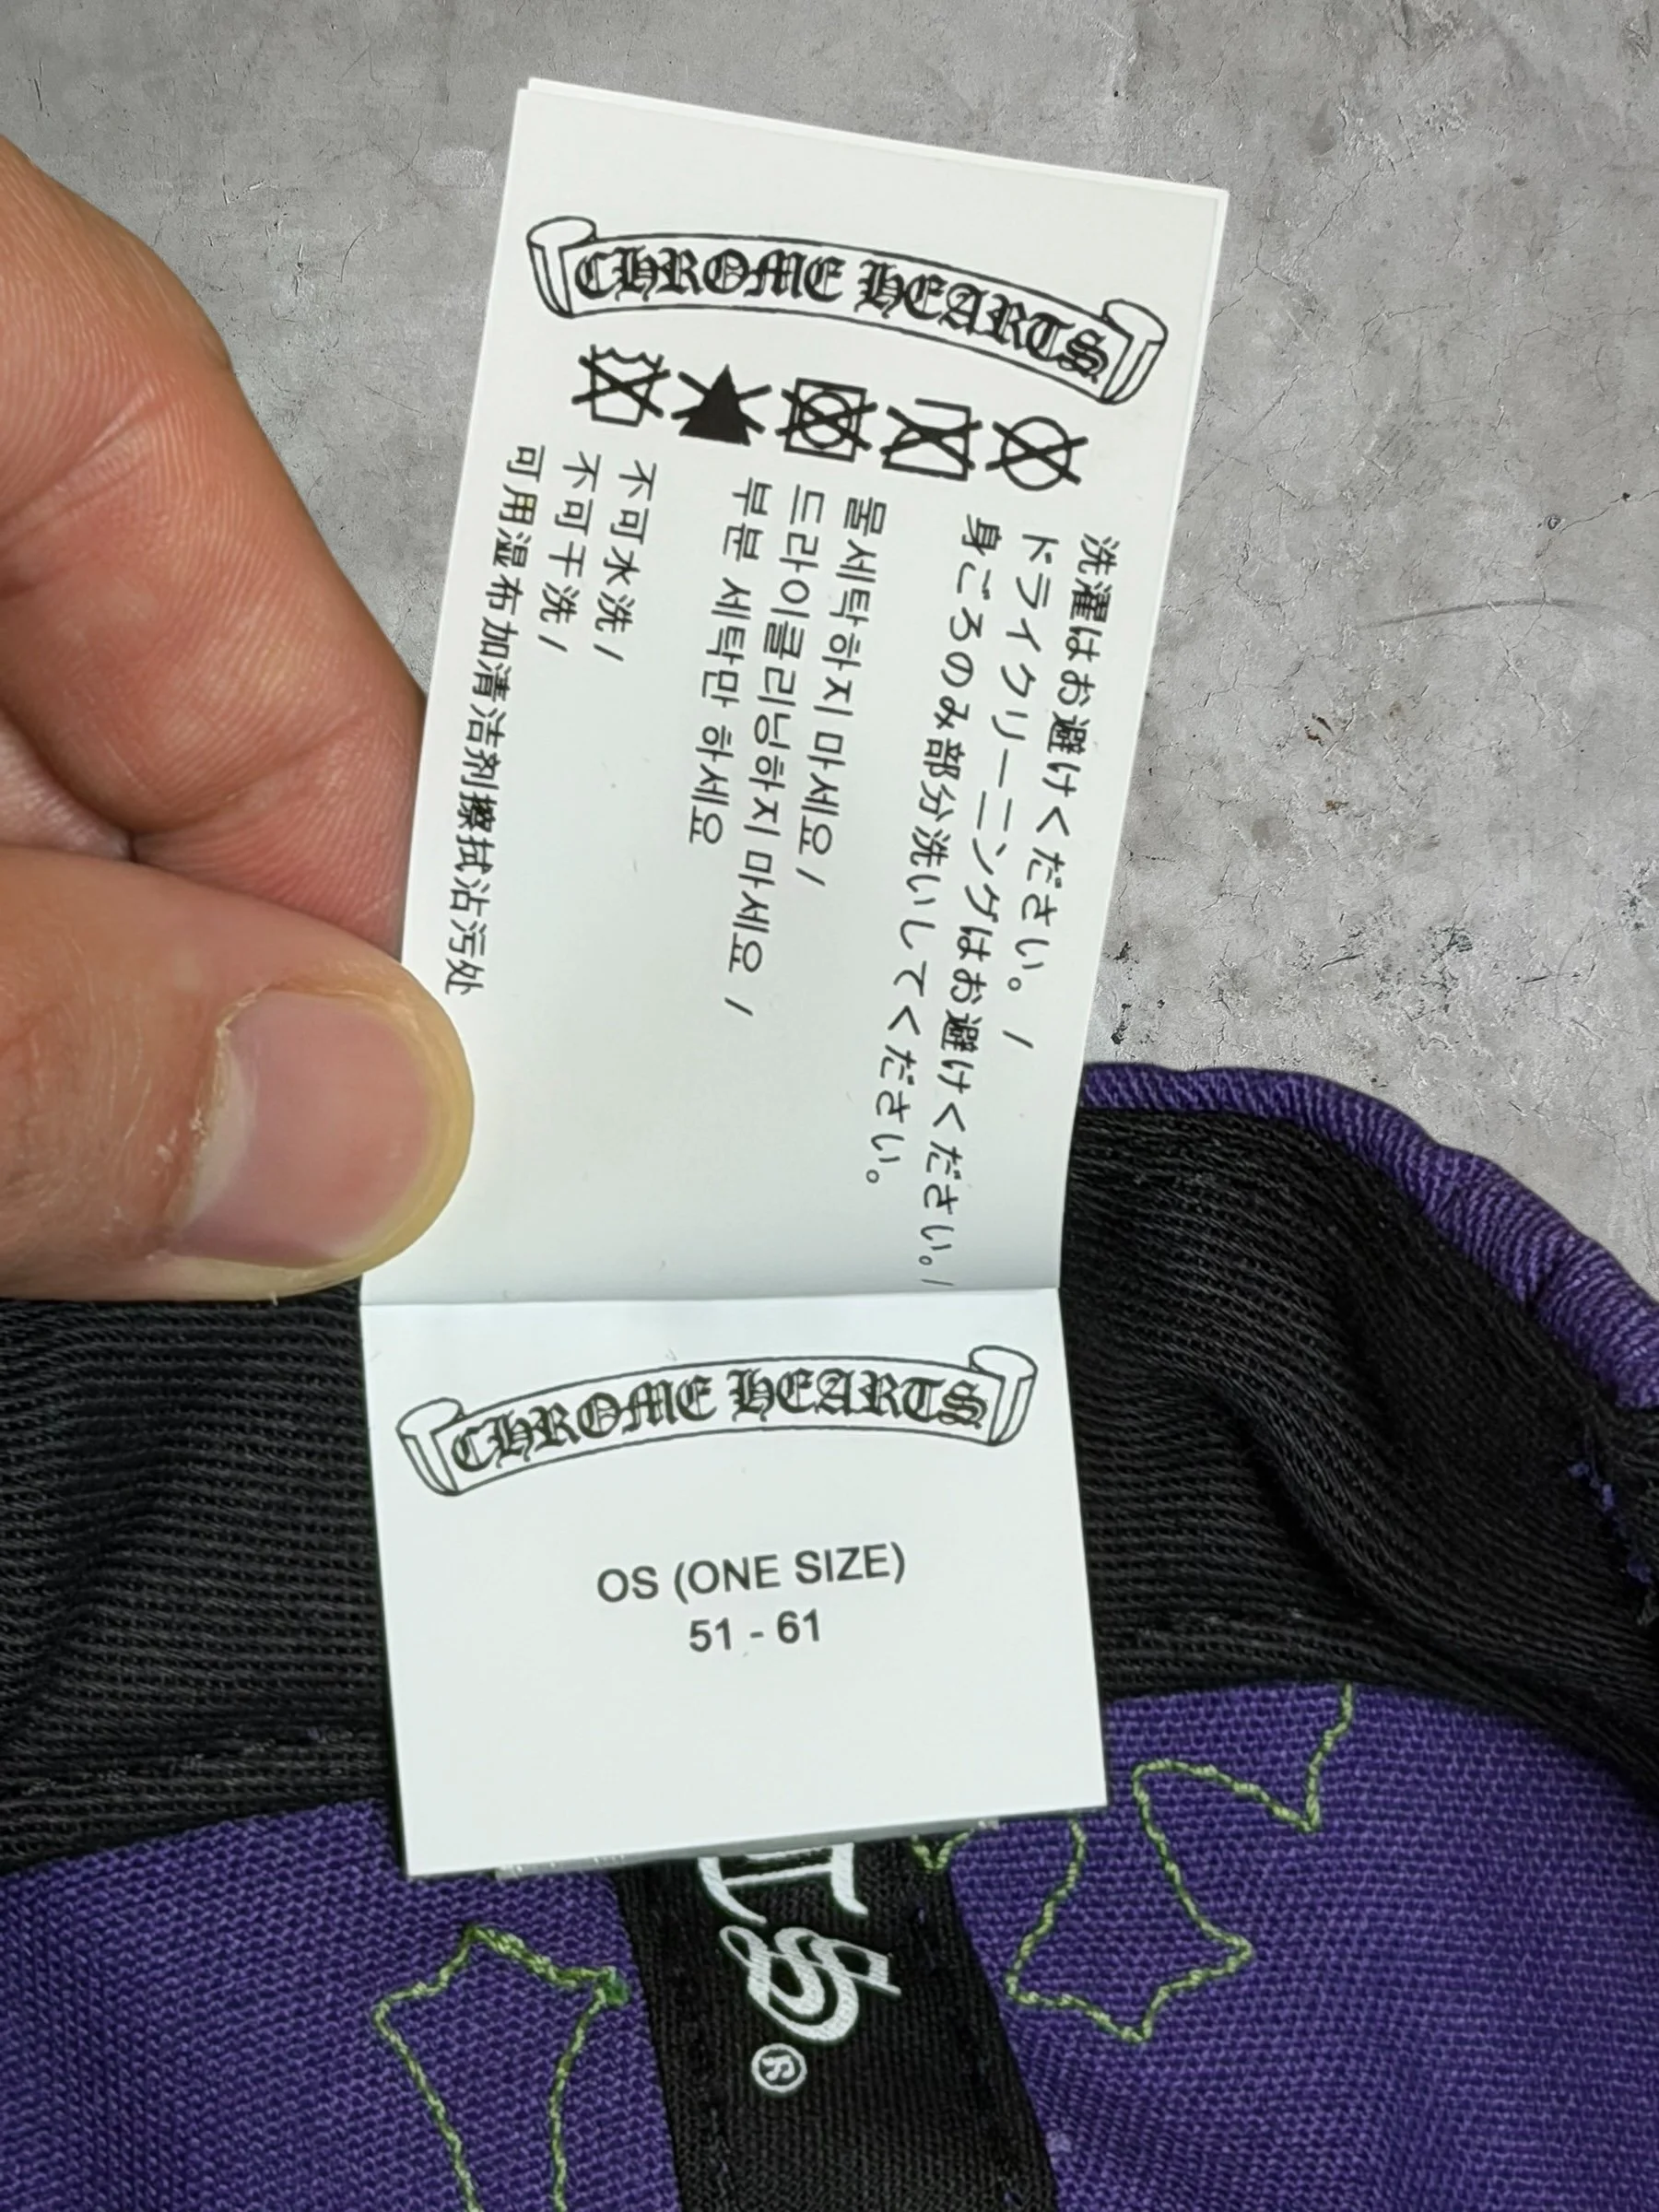 CHROME HEARTS
洗濯はお避けください。 /
ドライクリーニングはお避けください。/
身ごろのみ部分洗いしてください。
물세탁하지 마세요 /
드라이클리닝하지 마세요 /
부분 세탁만 하세요
不可水洗 /
不可干洗 /
可用湿布加清洁剂擦拭沾污处
CHROME HEARTS
OS (ONE SIZE)
51 - 61
TS®